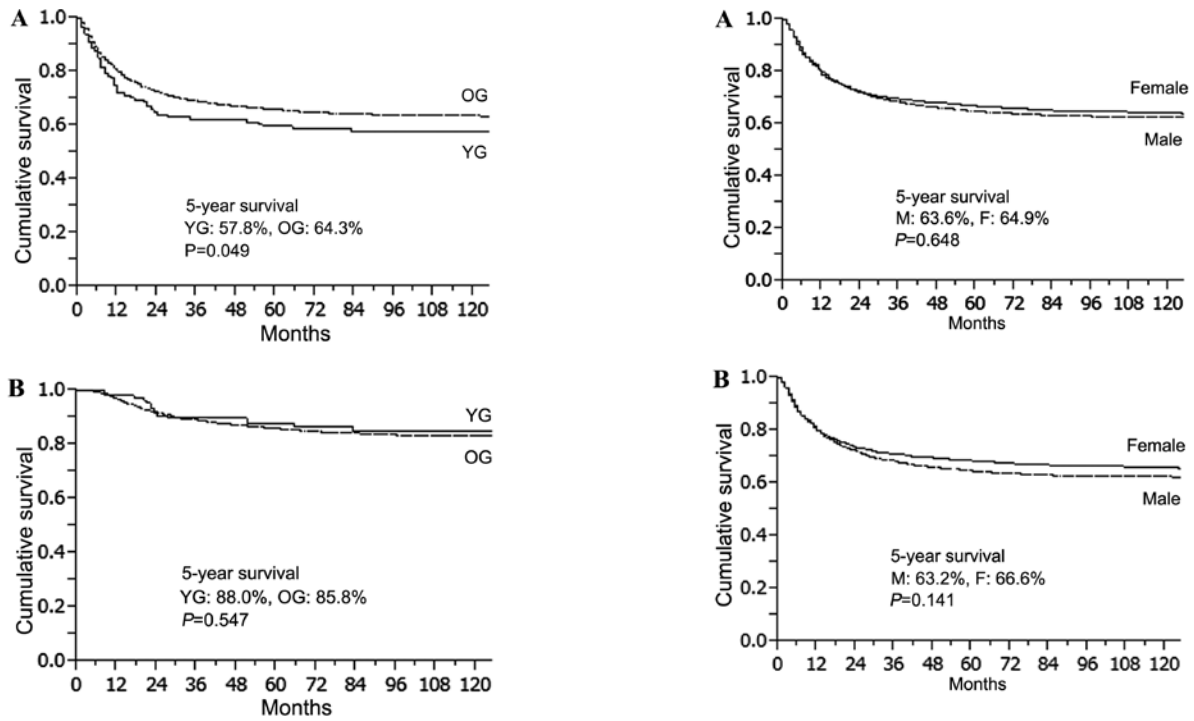 A
1.0
0.8
0.6
0.4
0.2
0.0
Cumulative survival
OG
YG
5-year survival
YG: 57.8%, OG: 64.3%
P=0.049
0 12 24 36 48 60 72 84 96 108 120
Months
A
1.0
0.8
0.6
0.4
0.2
0.0
Cumulative survival
Female
Male
5-year survival
M: 63.6%, F: 64.9%
P=0.648
0 12 24 36 48 60 72 84 96 108 120
Months
B
1.0
0.8
0.6
0.4
0.2
0.0
Cumulative survival
YG
OG
5-year survival
YG: 88.0%, OG: 85.8%
P=0.547
0 12 24 36 48 60 72 84 96 108 120
Months
B
1.0
0.8
0.6
0.4
0.2
0.0
Cumulative survival
Female
Male
5-year survival
M: 63.2%, F: 66.6%
P=0.141
0 12 24 36 48 60 72 84 96 108 120
Months